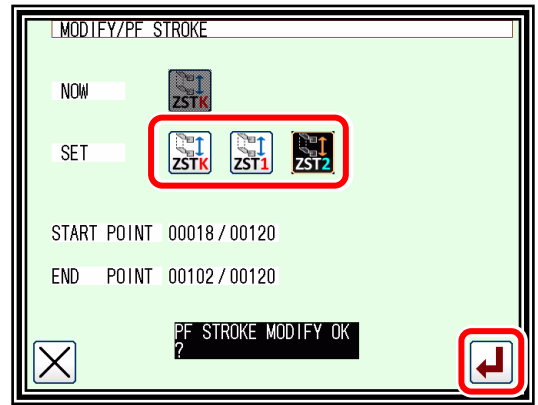 MODIFY/PF STROKE
NOW ZSTK
SET ZSTK ZST1 ZST2
START POINT 00018/00120
END POINT 00102/00120
PF STROKE MODIFY OK
?